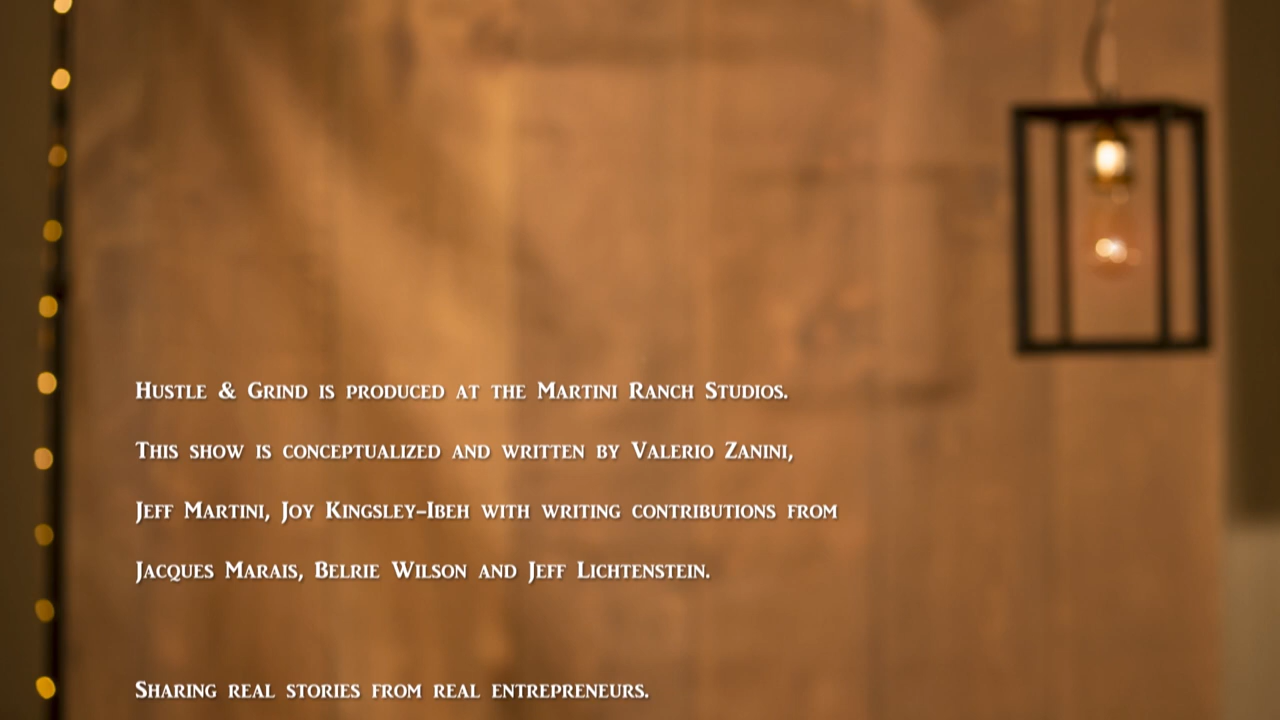 Hustle & Grind is produced at the Martini Ranch Studios.
This show is conceptualized and written by Valerio Zanini,
Jeff Martini, Joy Kingsley-Ibeh with writing contributions from
Jacques Marais, Belrie Wilson and Jeff Lichtenstein.
Sharing real stories from real entrepreneurs.